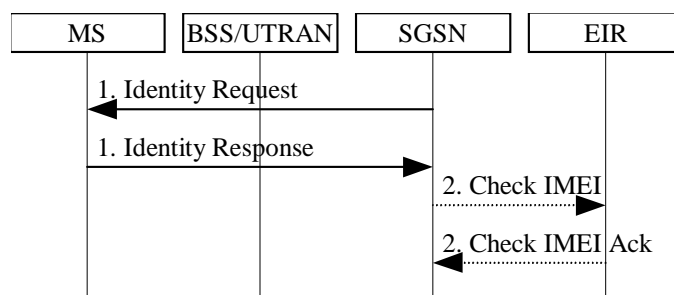 MS BSS/UTRAN SGSN EIR
1. Identity Request
1. Identity Response
2. Check IMEI
2. Check IMEI Ack